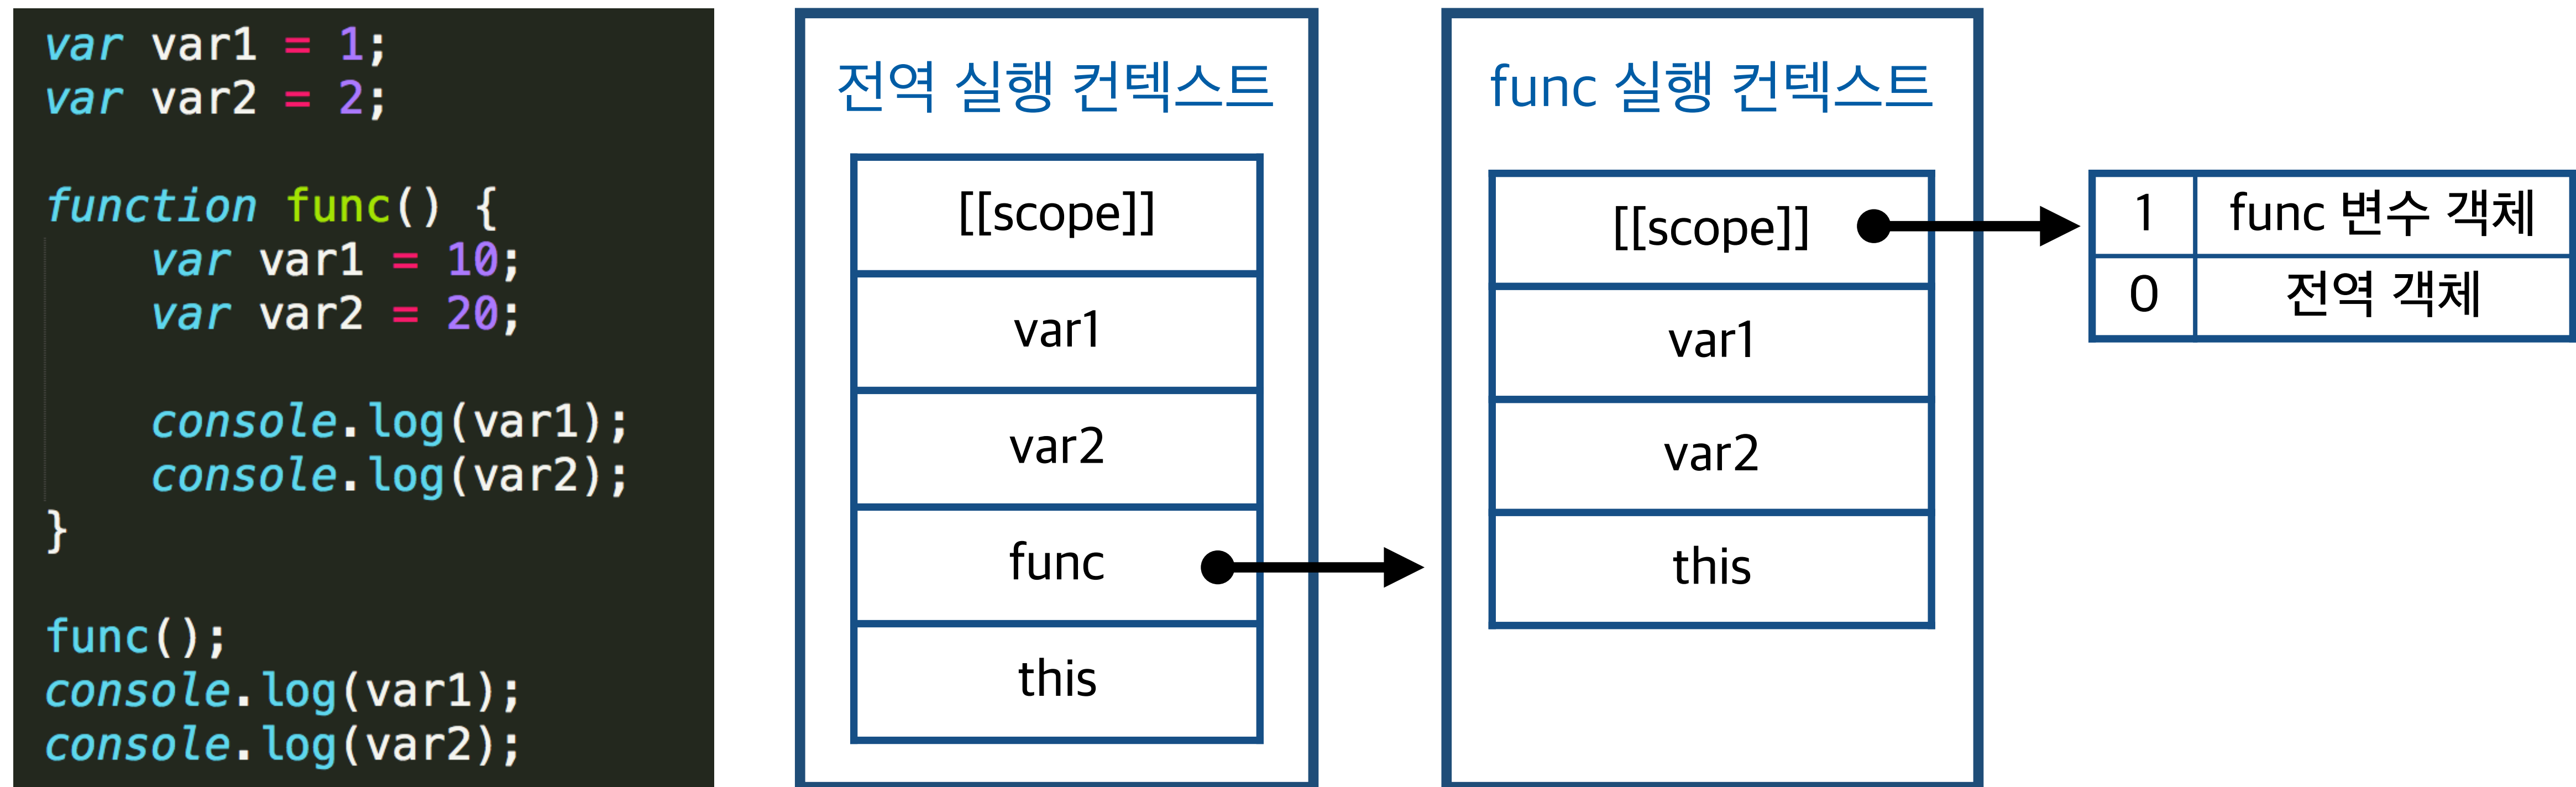 var var1 = 1;
var var2 = 2;
function func() {
var var1 = 10;
var var2 = 20;
console.log(var1);
console.log(var2);
}
func();
console.log(var1);
console.log(var2);
전역 실행 컨텍스트
[[scope]]
var1
var2
func
this
func 실행 컨텍스트
[[scope]]
var1
var2
this
1 func 변수 객체
0 전역 객체